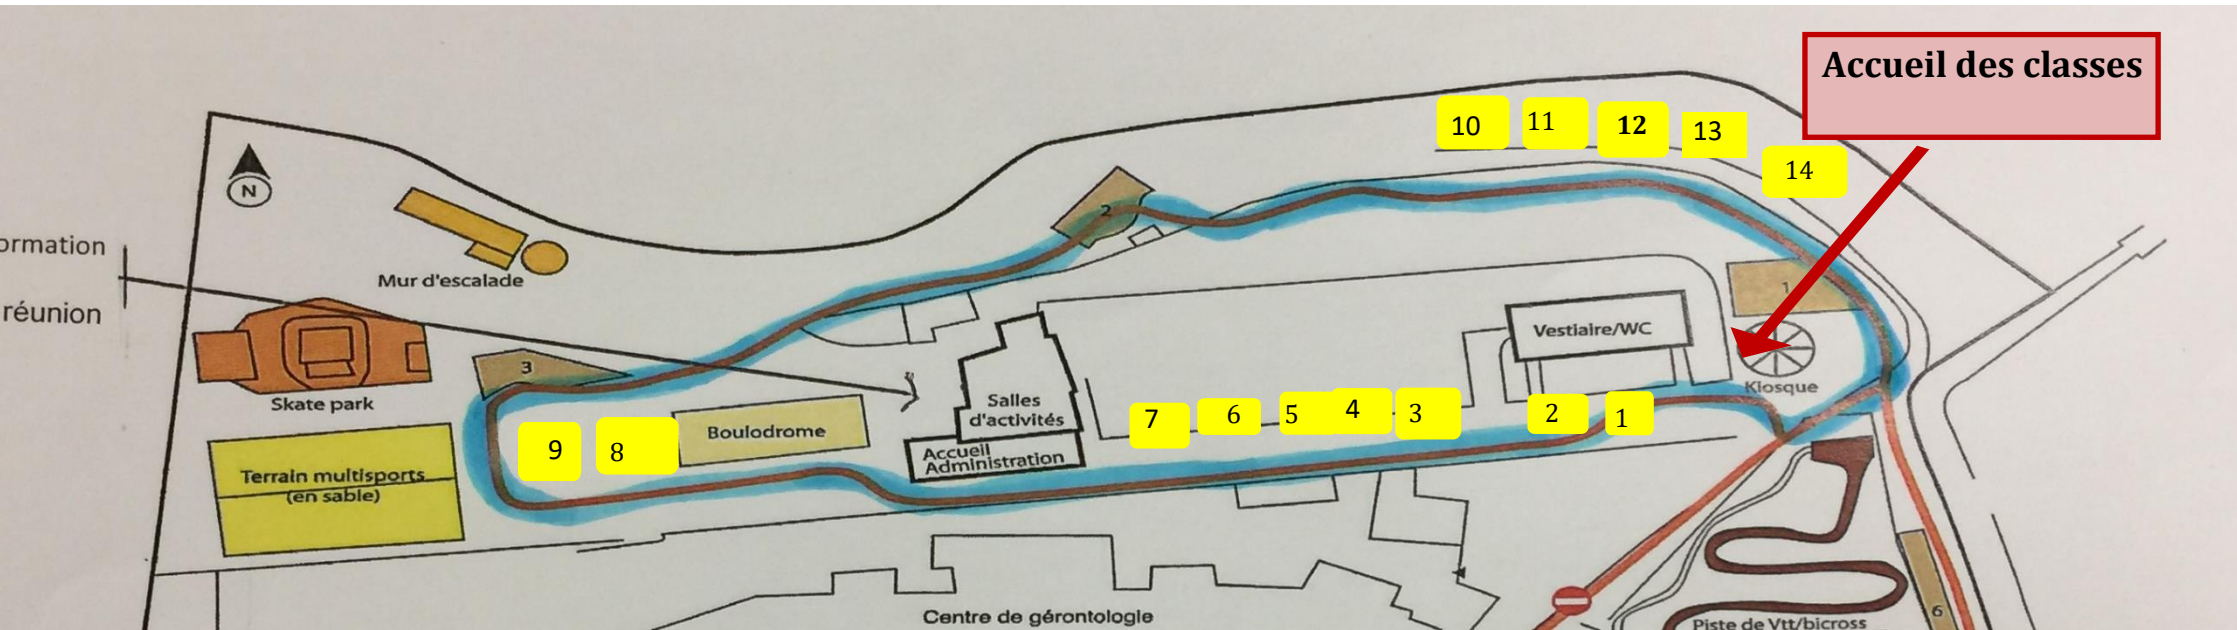 Accueil des classes
10
11
12
13
14
N
2
ormation
Mur d'escalade
réunion
1
Vestiaire/WC
3
Kiosque
Skate park
Salles
d'activités
7
6
5
4
3
2
1
9
8
Boulodrome
Accueil
Administration
Terrain multisports
(en sable)
Centre de gérontologie
6
Piste de Vtt/bicross